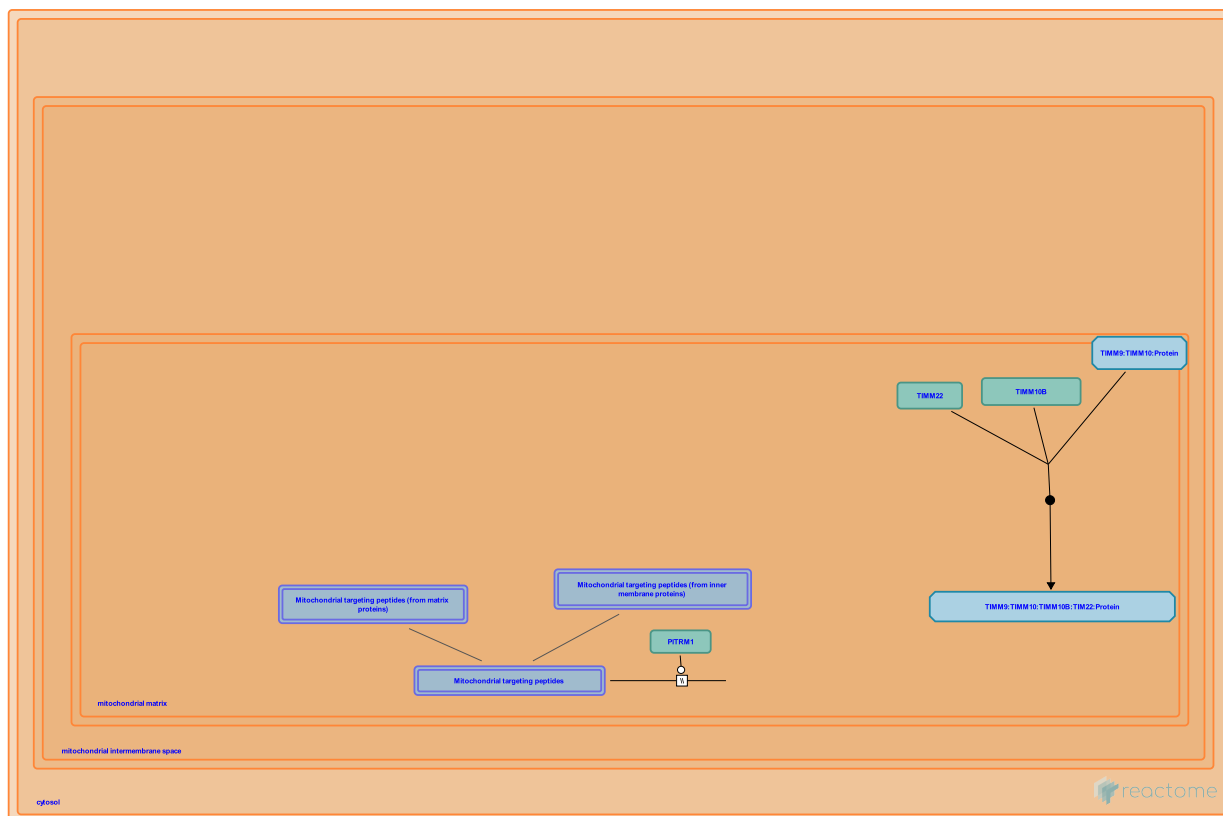 TIMM9:TIMM10:Protein
TIMM22
TIMM10B
Mitochondrial targeting peptides (from inner
membrane proteins)
Mitochondrial targeting peptides (from matrix
proteins)
TIMM9:TIMM10:TIMM10B:TIM22:Protein
PITRM1
Mitochondrial targeting peptides
\\
mitochondrial matrix
mitochondrial intermembrane space
reactome
cytosol